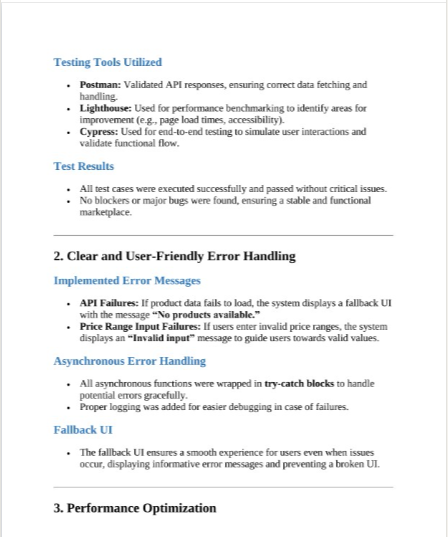 Testing Tools Utilized
• Postman: Validated API responses, ensuring correct data fetching and
handling.
• Lighthouse: Used for performance benchmarking to identify areas for
improvement (e.g., page load times, accessibility).
• Cypress: Used for end-to-end testing to simulate user interactions and
validate functional flow.
Test Results
• All test cases were executed successfully and passed without critical issues.
• No blockers or major bugs were found, ensuring a stable and functional
marketplace.
2. Clear and User-Friendly Error Handling
Implemented Error Messages
• API Failures: If product data fails to load, the system displays a fallback UI
with the message “No products available.”
• Price Range Input Failures: If users enter invalid price ranges, the system
displays an “Invalid input” message to guide users towards valid values.
Asynchronous Error Handling
• All asynchronous functions were wrapped in try-catch blocks to handle
potential errors gracefully.
• Proper logging was added for easier debugging in case of failures.
Fallback UI
• The fallback UI ensures a smooth experience for users even when issues
occur, displaying informative error messages and preventing a broken UI.
3. Performance Optimization